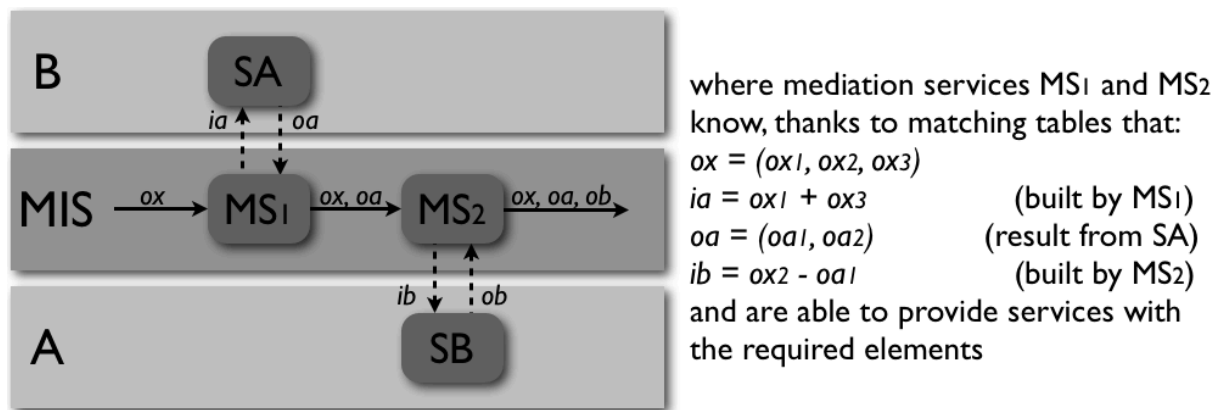 B
SA
ia
oa
MIS
ox
MS1
ox, oa
MS2
ox, oa, ob
ib
ob
A
SB
where mediation services MS1 and MS2
know, thanks to matching tables that:
ox = (ox1, ox2, ox3)
ia = ox1 + ox3 (built by MS1)
oa = (oa1, oa2) (result from SA)
ib = ox2 - oa1 (built by MS2)
and are able to provide services with
the required elements